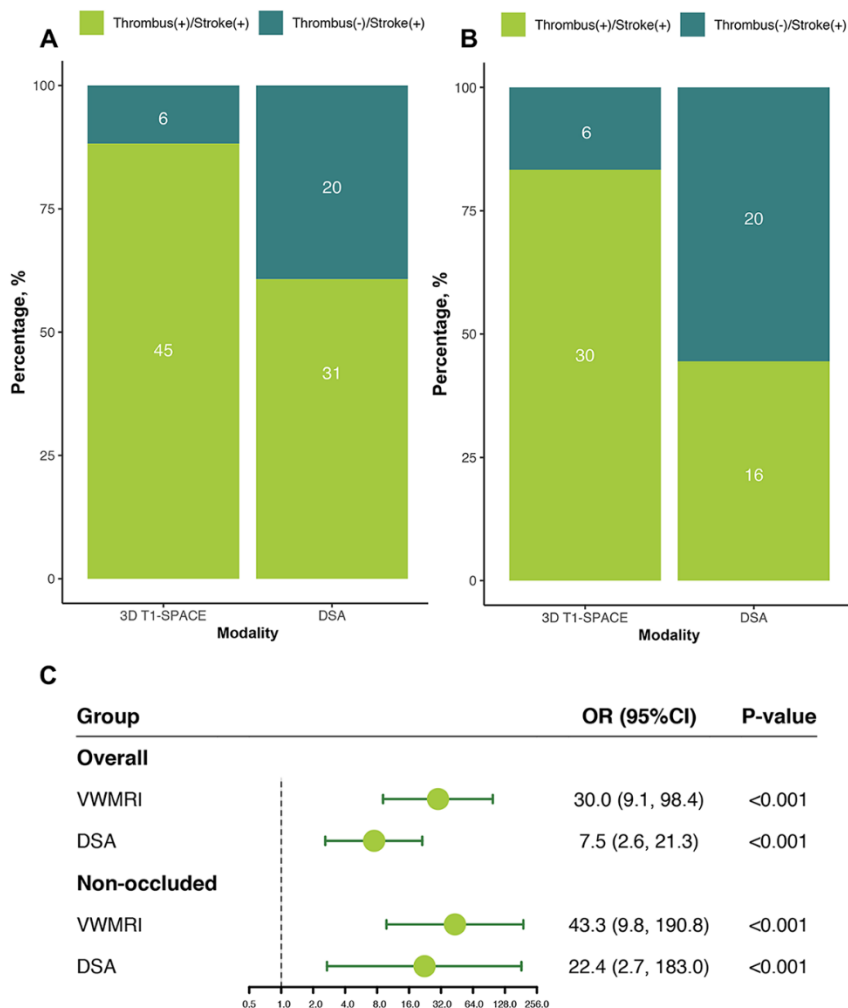 A
Thrombus(+)/Stroke(+) Thrombus(-)/Stroke(+)
Percentage, %
100
75
50
25
0
6
45
20
31
3D T1-SPACE DSA
Modality
B
Thrombus(+)/Stroke(+) Thrombus(-)/Stroke(+)
Percentage, %
100
75
50
25
0
6
30
20
16
3D T1-SPACE DSA
Modality
C
Group OR (95%CI) P-value
Overall
VWMRI 30.0 (9.1, 98.4) <0.001
DSA 7.5 (2.6, 21.3) <0.001
Non-occluded
VWMRI 43.3 (9.8, 190.8) <0.001
DSA 22.4 (2.7, 183.0) <0.001
0.5 1.0 2.0 4.0 8.0 16.0 32.0 64.0 128.0 256.0